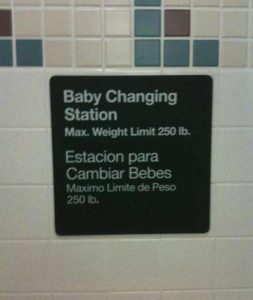 Baby Changing
Station
Max. Weight Limit 250 lb.
Estacion para
Cambiar Bebes
Maximo Limite de Peso
250 lb.